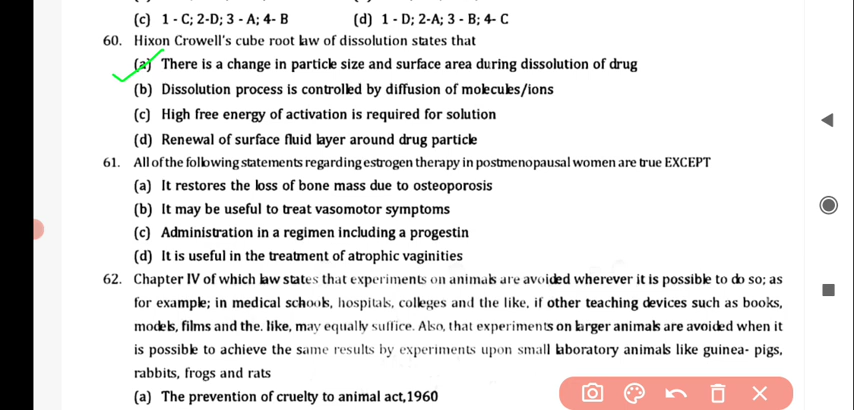 (c) 1 - C; 2-D; 3 - A; 4- B (d) 1 - D; 2-A; 3 - B; 4- C
60. Hixon Crowell's cube root law of dissolution states that
(a) There is a change in particle size and surface area during dissolution of drug
(b) Dissolution process is controlled by diffusion of molecules/ions
(c) High free energy of activation is required for solution
(d) Renewal of surface fluid layer around drug particle
61. All of the following statements regarding estrogen therapy in postmenopausal women are true EXCEPT
(a) It restores the loss of bone mass due to osteoporosis
(b) It may be useful to treat vasomotor symptoms
(c) Administration in a regimen including a progestin
(d) It is useful in the treatment of atrophic vaginities
62. Chapter IV of which law states that experiments on animals are avoided wherever it is possible to do so; as
for example; in medical schools, hospitals, colleges and the like, if other teaching devices such as books,
models, films and the. like, may equally suffice. Also, that experiments on larger animals are avoided when it
is possible to achieve the same results by experiments upon small laboratory animals like guinea- pigs,
rabbits, frogs and rats
(a) The prevention of cruelty to animal act,1960